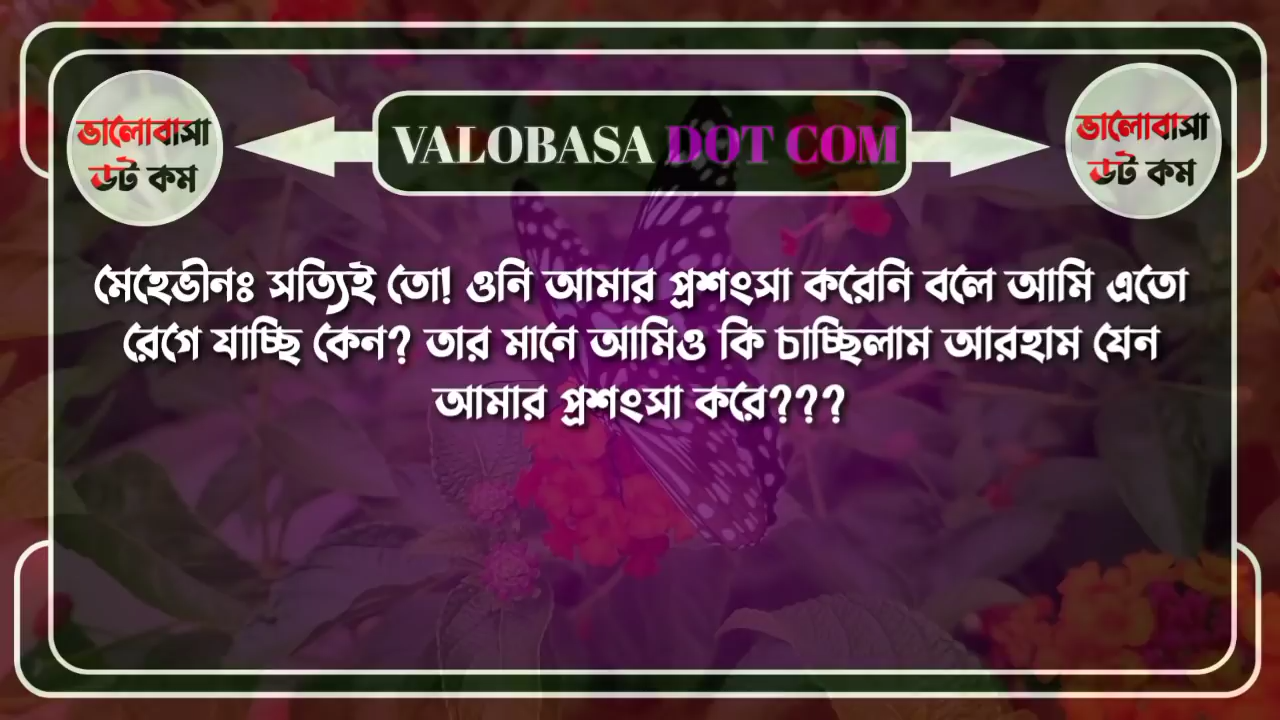 ভালোবাসা
ডট কম
VALOBASA DOT COM
ভালোবাসা
ডট কম
মেহেভীনঃ সত্যিই তো! ওনি আমার প্রশংসা করেনি বলে আমি এতো
রেগে যাচ্ছি কেন? তার মানে আমিও কি চাচ্ছিলাম আরহাম যেন
আমার প্রশংসা করে???